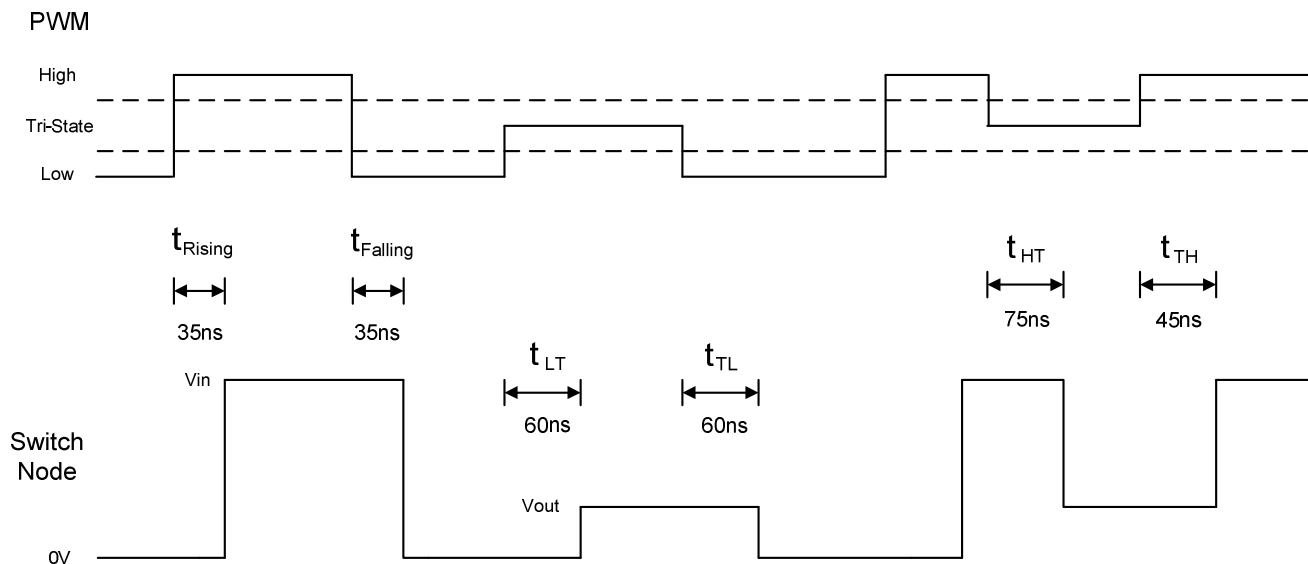 PWM
High
Tri-State
Low
tRising
tFalling
tHT
tTH
35ns
35ns
75ns
45ns
tLT
tTL
Vin
60ns
60ns
Switch
Node
Vout
0V